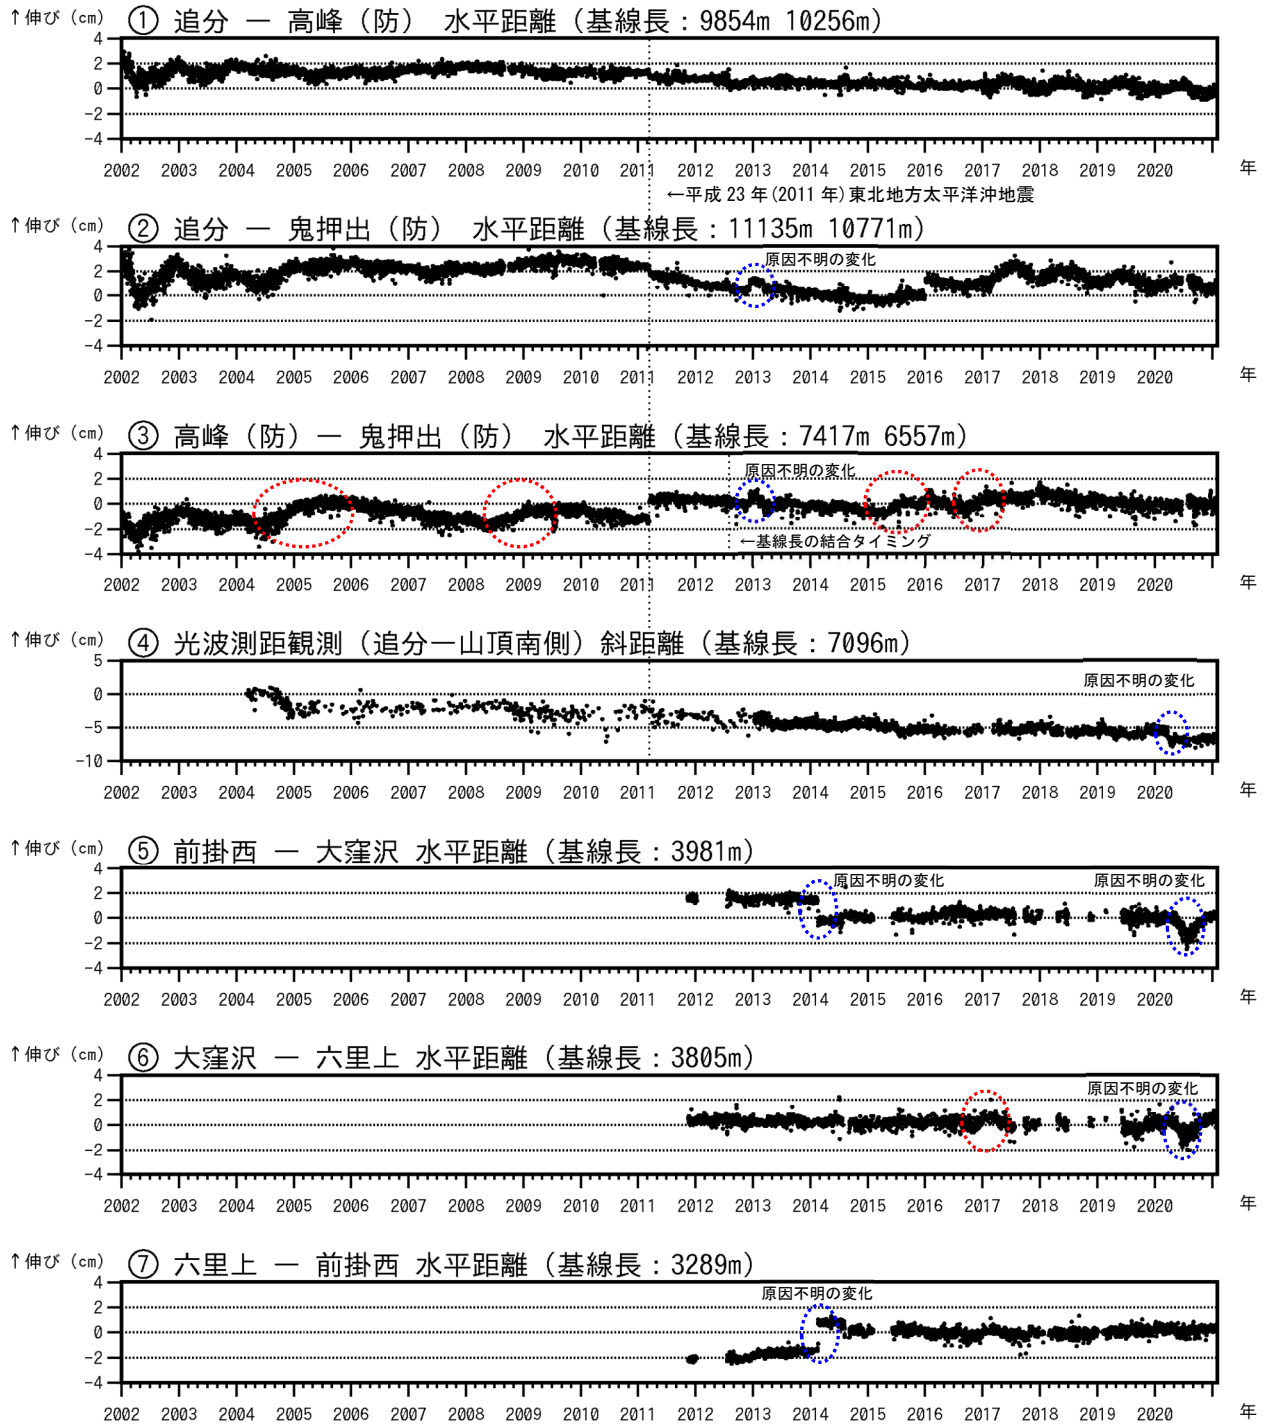 ↑伸び(cm) ① 追分 ― 高峰(防) 水平距離(基線長:9854m 10256m)
4
2
0
-2
-4
2002 2003 2004 2005 2006 2007 2008 2009 2010 2011 2012 2013 2014 2015 2016 2017 2018 2019 2020 年
←平成 23 年(2011 年)東北地方太平洋沖地震
↑伸び(cm) ② 追分 ― 鬼押出(防) 水平距離(基線長:11135m 10771m)
原因不明の変化
4
2
0
-2
-4
2002 2003 2004 2005 2006 2007 2008 2009 2010 2011 2012 2013 2014 2015 2016 2017 2018 2019 2020 年
↑伸び(cm) ③ 高峰(防)― 鬼押出(防) 水平距離(基線長:7417m 6557m)
原因不明の変化
4
2
0
-2
-4
←基線長の結合タイミング
2002 2003 2004 2005 2006 2007 2008 2009 2010 2011 2012 2013 2014 2015 2016 2017 2018 2019 2020 年
↑伸び(cm) ④ 光波測距観測(追分―山頂南側)斜距離(基線長:7096m)
原因不明の変化
5
0
-5
-10
2002 2003 2004 2005 2006 2007 2008 2009 2010 2011 2012 2013 2014 2015 2016 2017 2018 2019 2020 年
↑伸び(cm) ⑤ 前掛西 ― 大窪沢 水平距離(基線長:3981m)
原因不明の変化 原因不明の変化
4
2
0
-2
-4
2002 2003 2004 2005 2006 2007 2008 2009 2010 2011 2012 2013 2014 2015 2016 2017 2018 2019 2020 年
↑伸び(cm) ⑥ 大窪沢 ― 六里上 水平距離(基線長:3805m)
原因不明の変化
4
2
0
-2
-4
2002 2003 2004 2005 2006 2007 2008 2009 2010 2011 2012 2013 2014 2015 2016 2017 2018 2019 2020 年
↑伸び(cm) ⑦ 六里上 ― 前掛西 水平距離(基線長:3289m)
原因不明の変化
4
2
0
-2
-4
2002 2003 2004 2005 2006 2007 2008 2009 2010 2011 2012 2013 2014 2015 2016 2017 2018 2019 2020 年